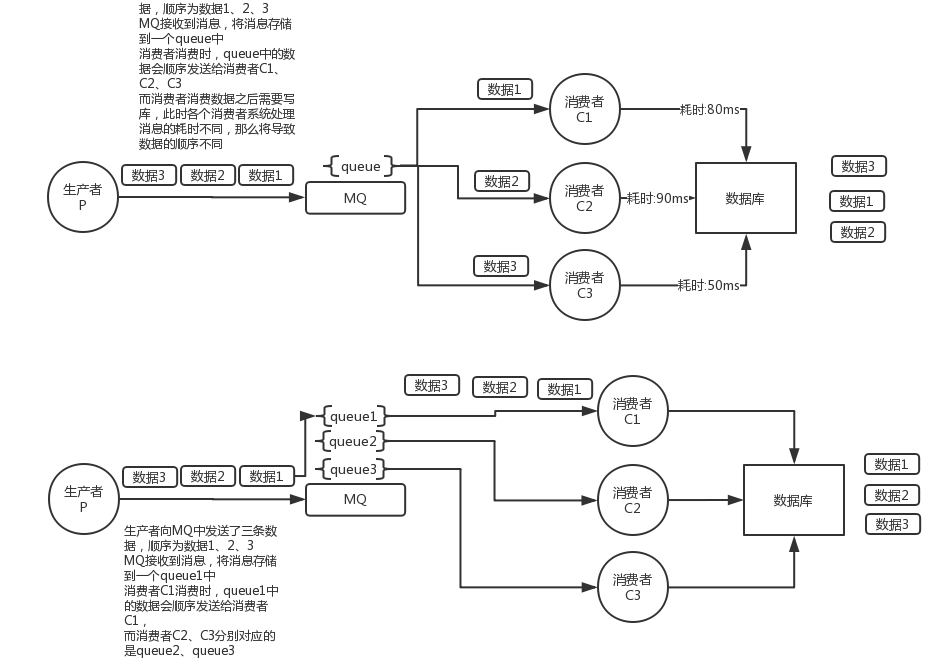 据，顺序为数据1、2、3
MQ接收到消息，将消息存储
到一个queue中
消费者消费时，queue中的数
据会顺序发送给消费者C1、
C2、C3
而消费者消费数据之后需要写
库，此时各个消费者系统处理
消息的耗时不同，那么将导致
数据的顺序不同
生产者
P
数据3
数据2
数据1
queue
MQ
数据1
数据2
数据3
消费者
C1
消费者
C2
消费者
C3
耗时:80ms
耗时:90ms
耗时:50ms
数据库
数据3
数据1
数据2
数据3
数据2
数据1
queue1
queue2
queue3
MQ
生产者
P
数据3
数据2
数据1
消费者
C1
消费者
C2
消费者
C3
数据库
数据1
数据2
数据3
生产者向MQ中发送了三条数
据，顺序为数据1、2、3
MQ接收到消息，将消息存储
到一个queue1中
消费者C1消费时，queue1中
的数据会顺序发送给消费者
C1，
而消费者C2、C3分别对应的
是queue2、queue3